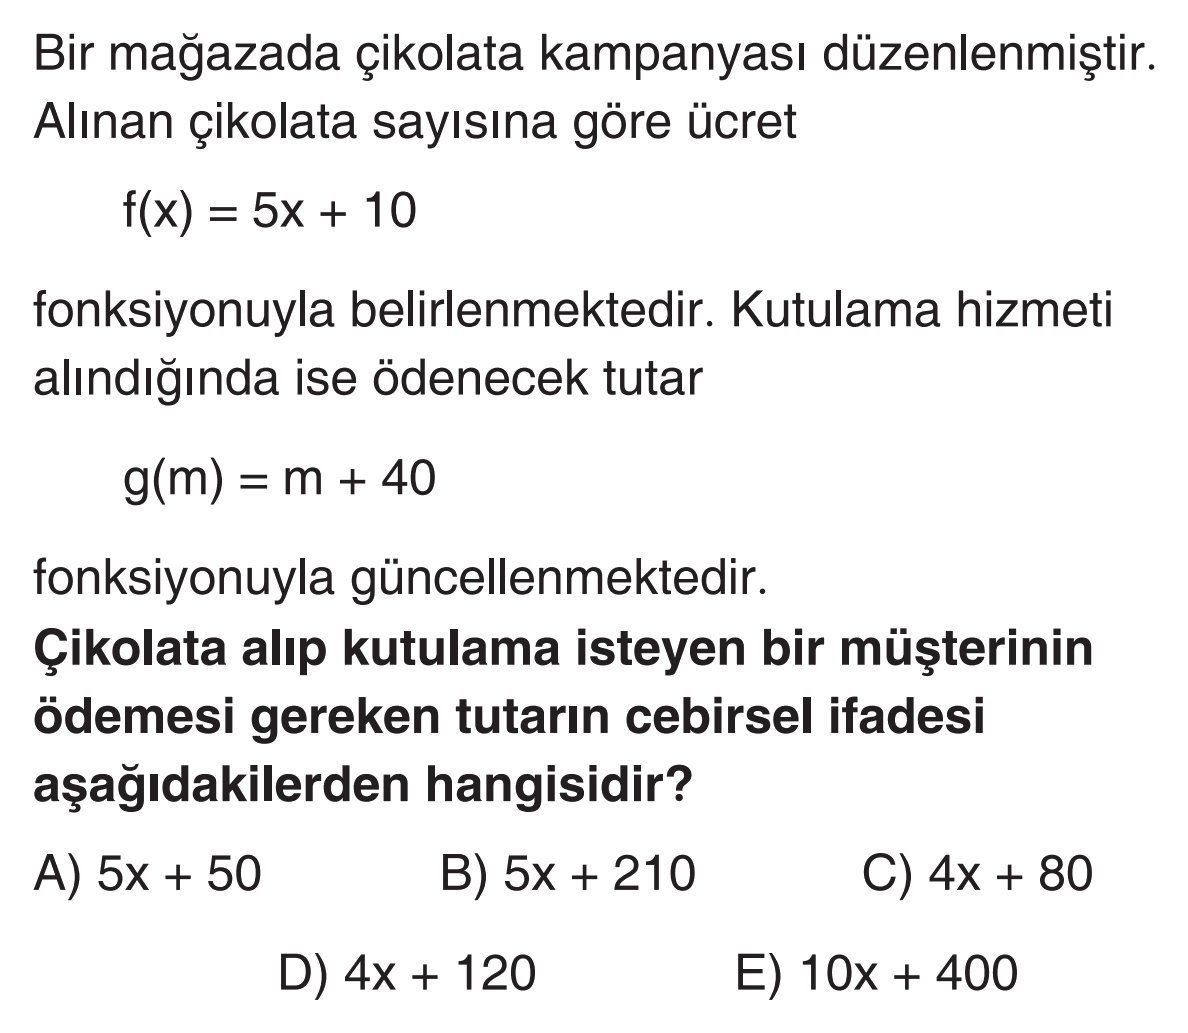 Bir mağazada çikolata kampanyası düzenlenmiştir.
Alınan çikolata sayısına göre ücret
f(x) = 5x + 10
fonksiyonuyla belirlenmektedir. Kutulama hizmeti
alındığında ise ödenecek tutar
g(m) = m + 40
fonksiyonuyla güncellenmektedir.
Çikolata alıp kutulama isteyen bir müşterinin
ödemesi gereken tutarın cebirsel ifadesi
aşağıdakilerden hangisidir?
A) 5x + 50 B) 5x + 210 C) 4x + 80
D) 4x + 120 E) 10x + 400